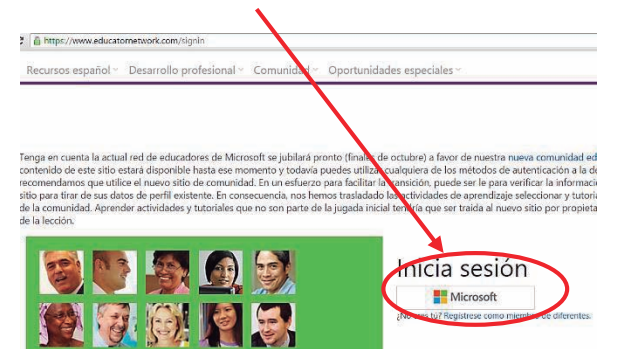 https://www.educatornetwork.com/signin
Recursos español Desarrollo profesional Comunidad Oportunidades especiales
Tenga en cuenta la actual red de educadores de Microsoft se jubilará pronto (finales de octubre) a favor de nuestra nueva comunidad ed
contenido de este sitio estará disponible hasta ese momento y todavía puedes utilizar cualquiera de los métodos de autenticación a la de
recomendamos que utilice el nuevo sitio de comunidad. En un esfuerzo para facilitar la transición, puede ser le para verificar la informació
sitio para tirar de sus datos de perfil existente. En consecuencia, nos hemos trasladado las actividades de aprendizaje seleccionar y tutoria
de la comunidad. Aprender actividades y tutoriales que no son parte de la jugada inicial tendría que ser traída al nuevo sitio por propieta
de la lección.
Inicia sesión
Microsoft
¿No eres tú? Regístrese como miembro de diferentes.